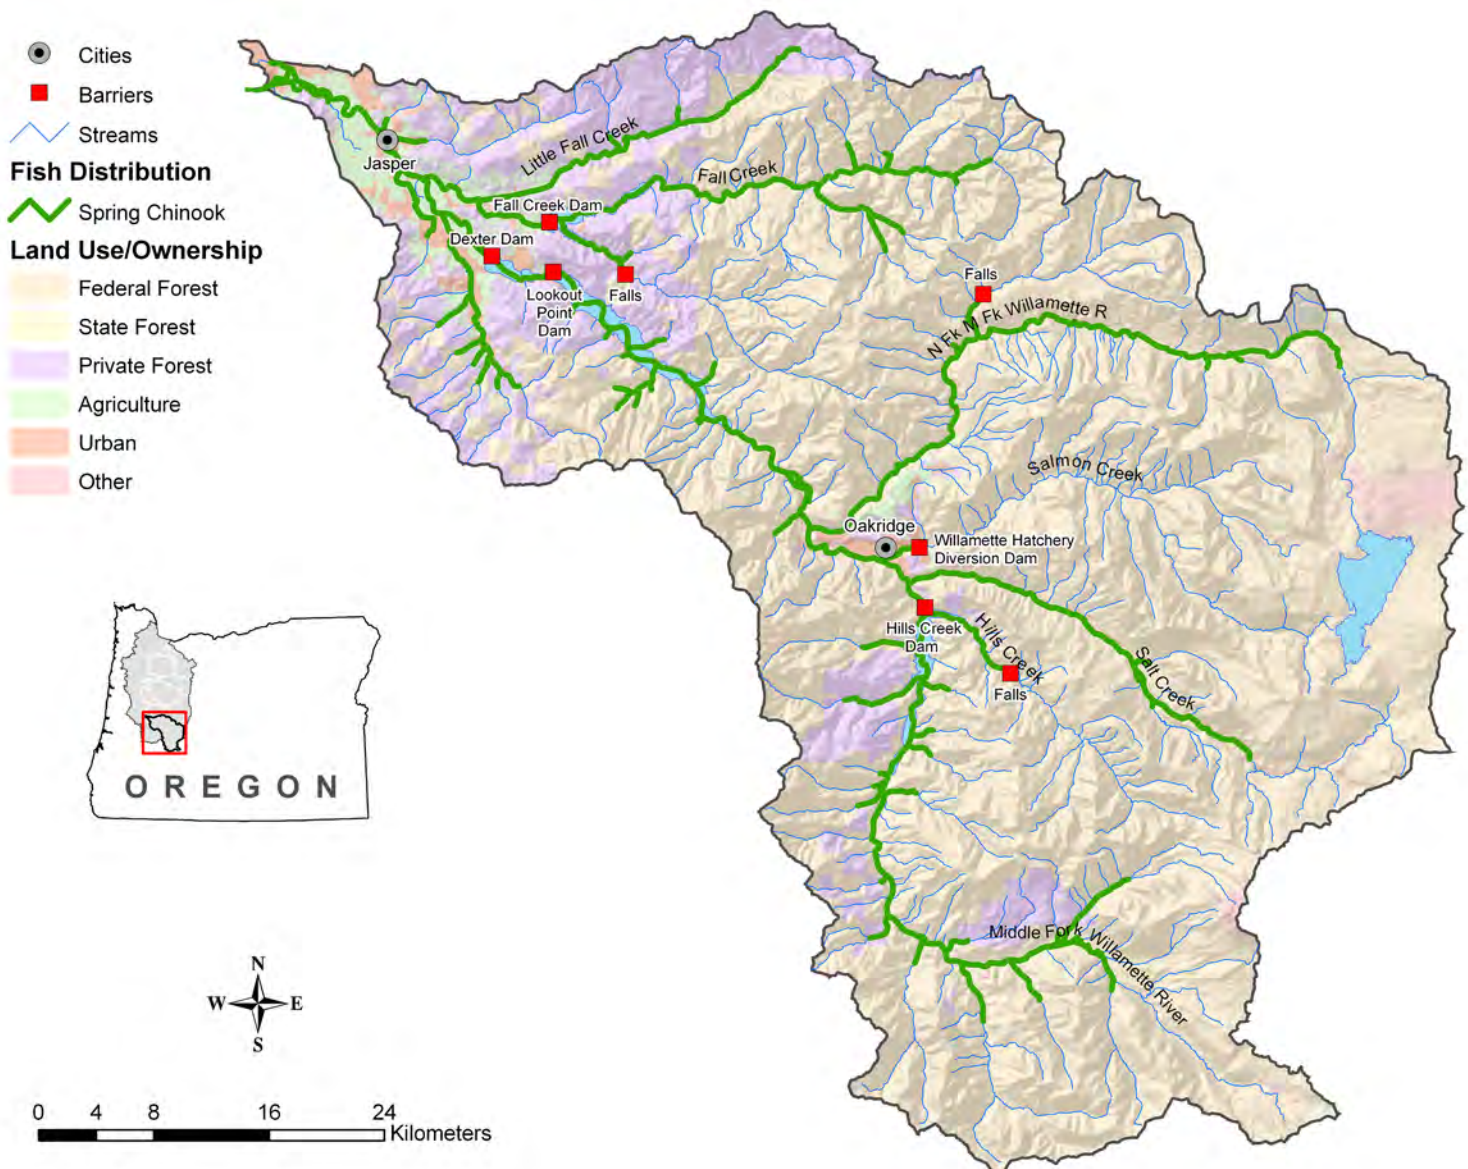 Cities
Barriers
Streams
Fish Distribution
Spring Chinook
Land Use/Ownership
Federal Forest
State Forest
Private Forest
Agriculture
Urban
Other
Jasper
Little Fall Creek
Fall Creek
Fall Creek Dam
Dexter Dam
Lookout
Point
Dam
Falls
Falls
N Fk M Fk Willamette R
Salmon Creek
Oakridge
Willamette Hatchery
Diversion Dam
Hills Creek
Dam
Hills Creek
Falls
Salt Creek
Middle Fork Willamette River
OREGON
N
W
E
S
0 4 8 16 24
Kilometers